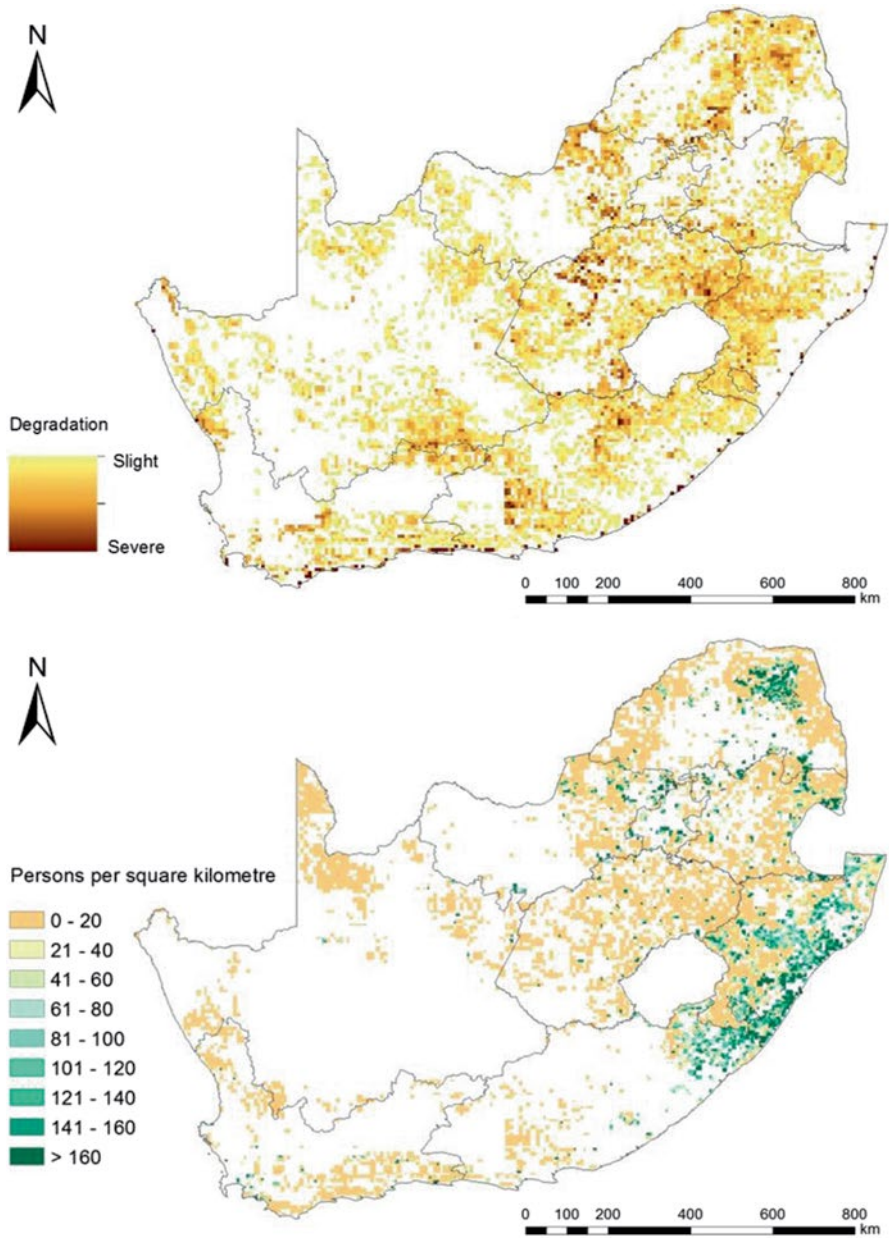 N
Degradation
Slight
Severe
0 100 200 400 600 800
km
N
Persons per square kilometre
0 - 20
21 - 40
41 - 60
61 - 80
81 - 100
101 - 120
121 - 140
141 - 160
> 160
0 100 200 400 600 800
km